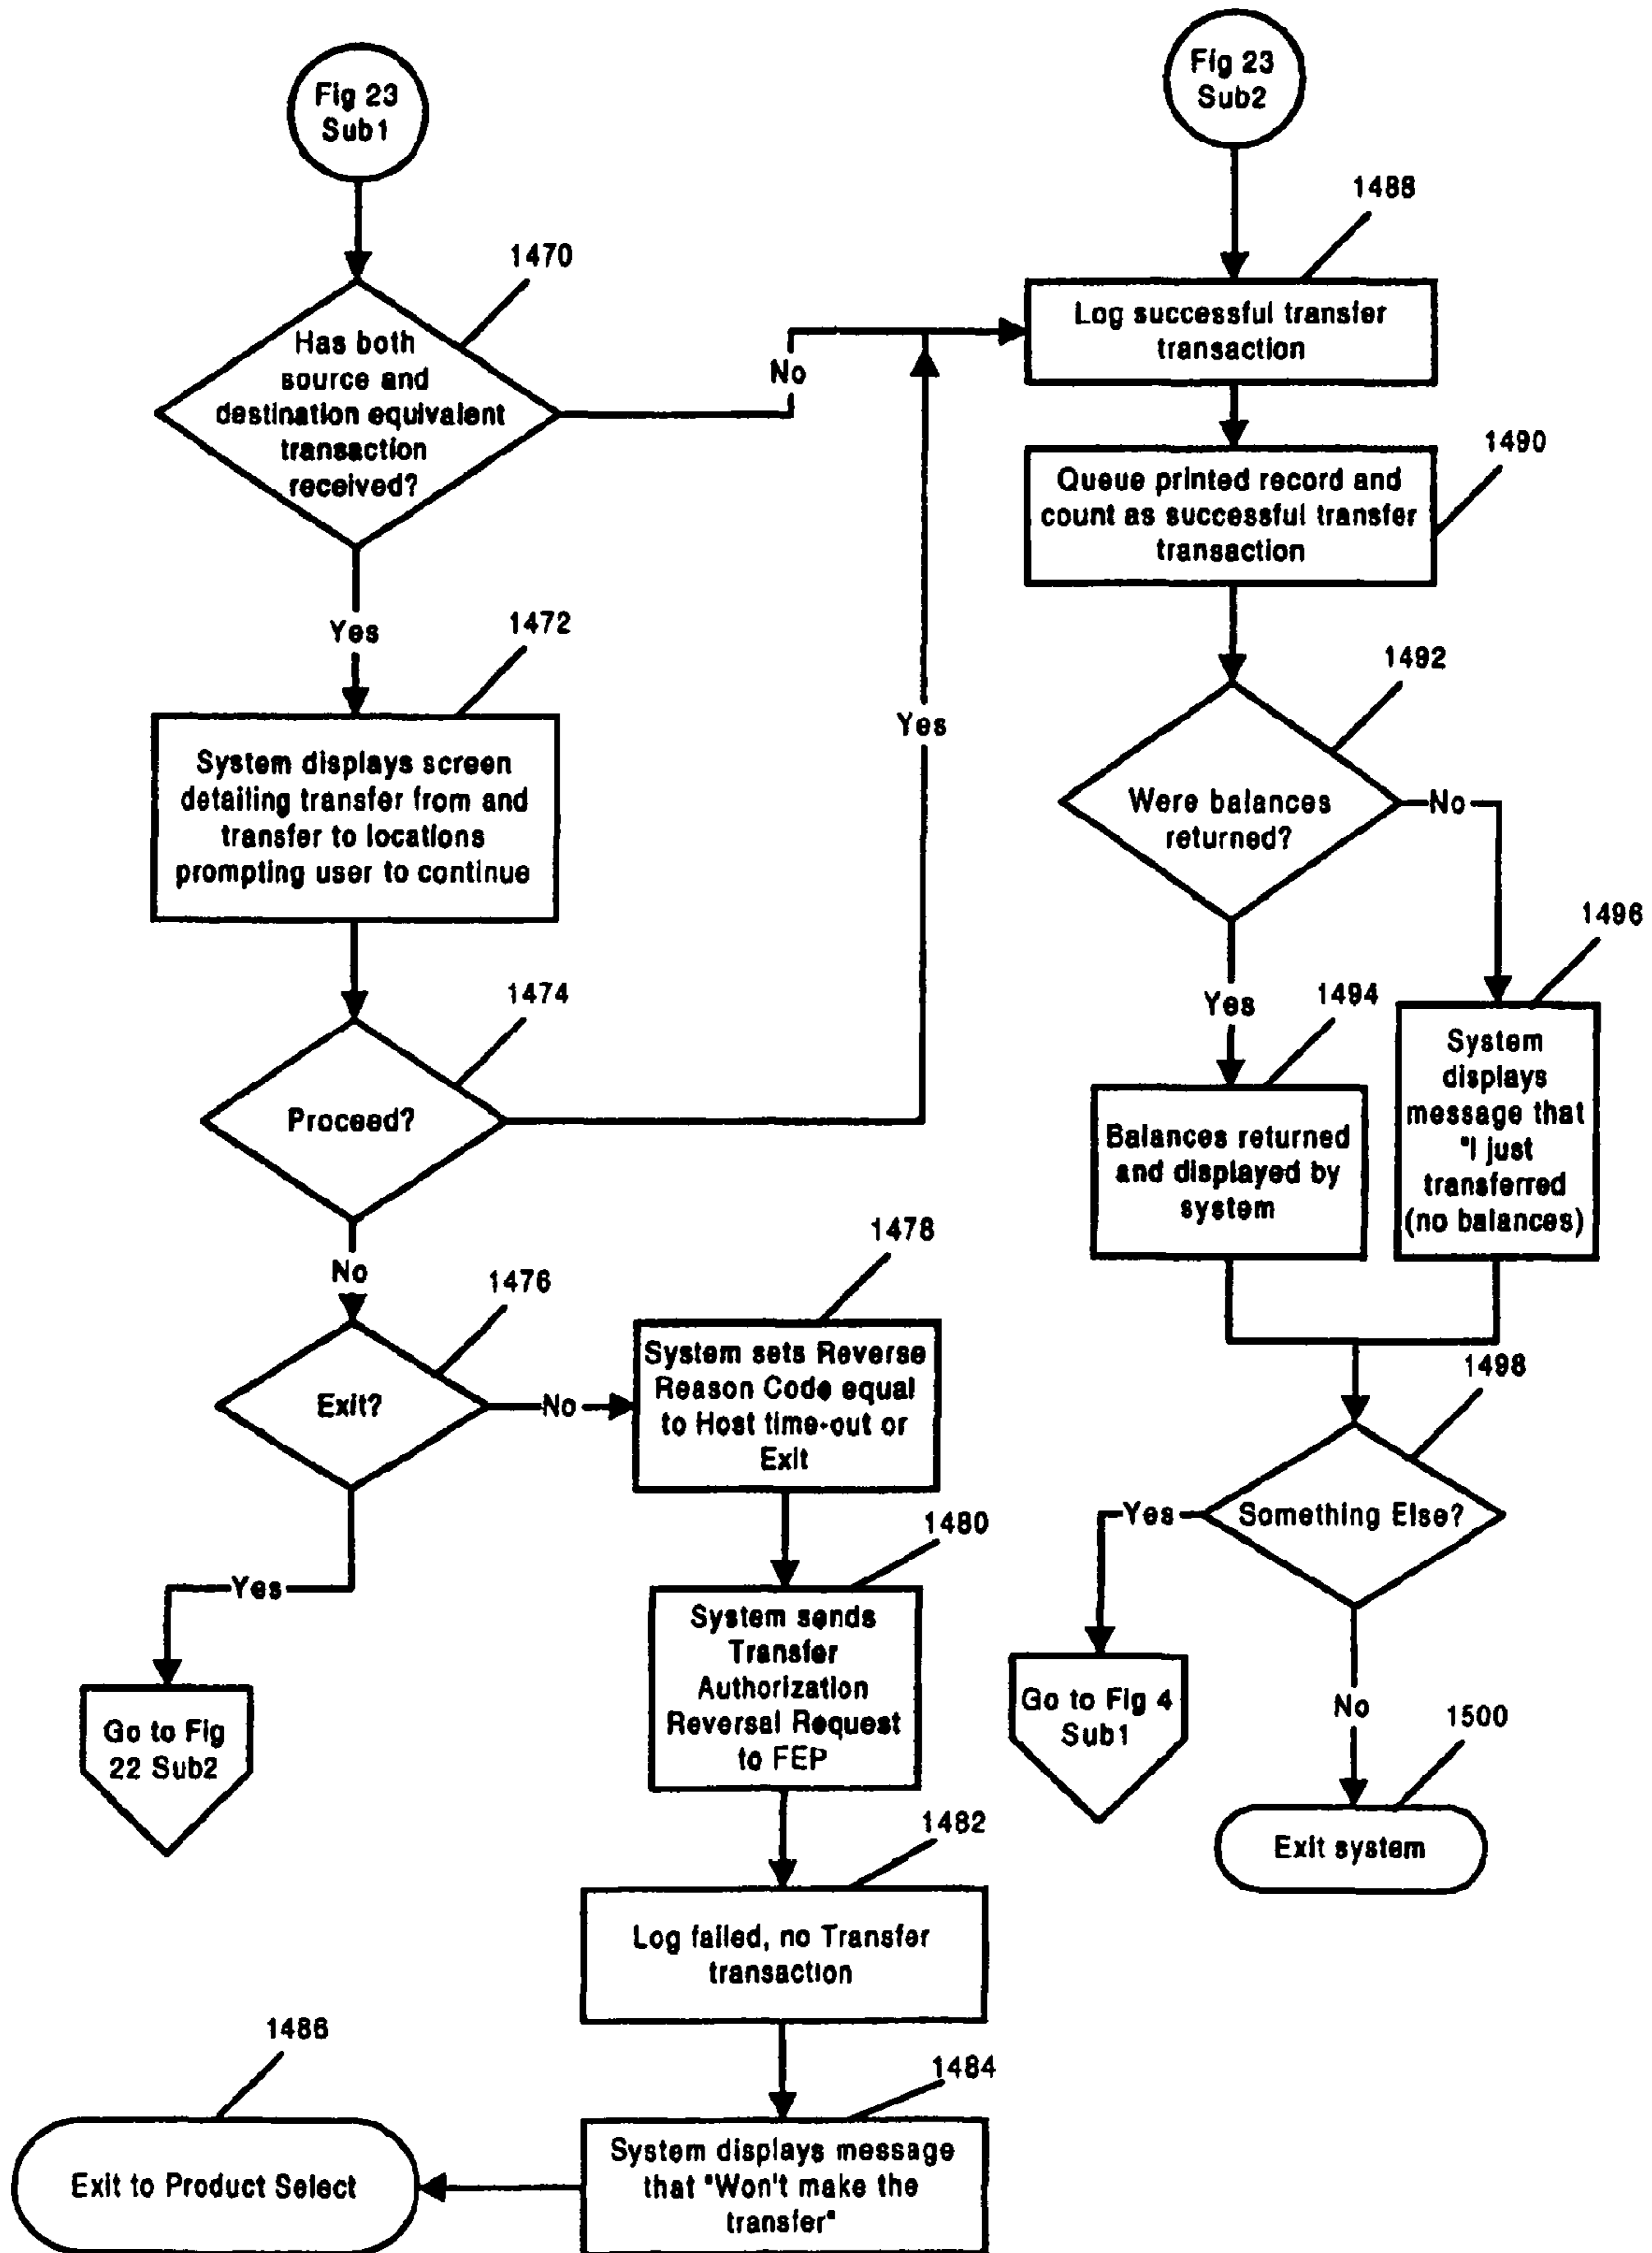 Fig 23
Sub1
1470
Has both
source and
destination equivalent
transaction
received?
No
Yes
1472
System displays screen
detailing transfer from and
transfer to locations
prompting user to continue
1474
Proceed?
Yes
No
1476
Exit?
No
Yes
Go to Fig
22 Sub2
1478
System sets Reverse
Reason Code equal
to Host time-out or
Exit
1480
System sends
Transfer
Authorization
Reversal Request
to FEP
1482
Log failed, no Transfer
transaction
1484
System displays message
that "Won't make the
transfer"
1486
Exit to Product Select
Fig 23
Sub2
1488
Log successful transfer
transaction
1490
Queue printed record and
count as successful transfer
transaction
1492
Were balances
returned?
No
Yes
1494
Balances returned
and displayed by
system
1496
System
displays
message that
"I just
transferred
(no balances)
1498
Something Else?
Yes
Go to Fig 4
Sub1
No
1500
Exit system